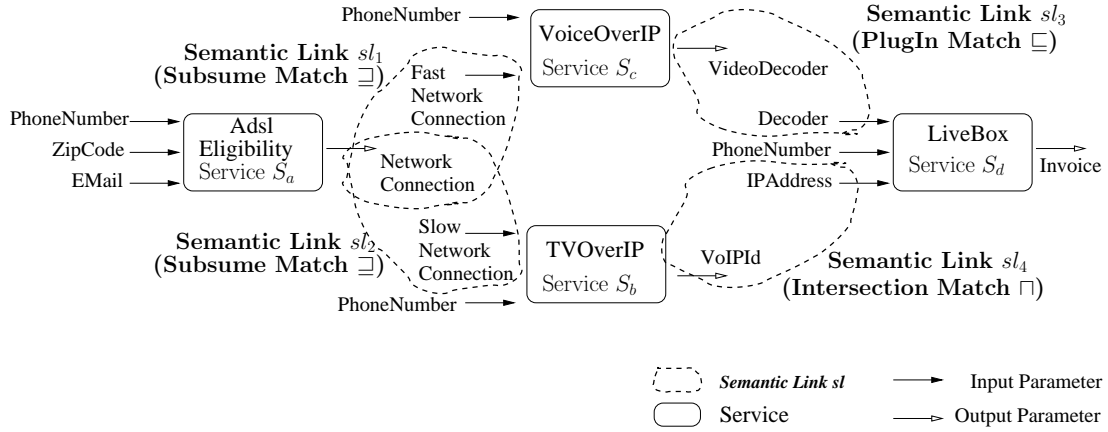 PhoneNumber
VoiceOverIP
Service S_c
Semantic Link sl_3
(PlugIn Match ⊑)
Semantic Link sl_1
(Subsume Match ⊒)
Fast
Network
Connection
VideoDecoder
PhoneNumber
ZipCode
EMail
Adsl
Eligibility
Service S_a
Network
Connection
Decoder
PhoneNumber
IPAddress
LiveBox
Service S_d
Invoice
Semantic Link sl_2
(Subsume Match ⊒)
Slow
Network
Connection
PhoneNumber
TVOverIP
Service S_b
VoIPId
Semantic Link sl_4
(Intersection Match ⊓)
Semantic Link sl
Input Parameter
Service
Output Parameter